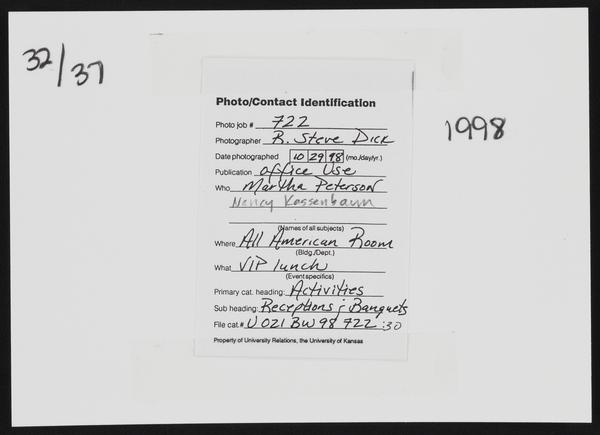 32/37
1998
Photo/Contact Identification
Photo job # 722
Photographer R. Steve Dick
Date photographed 10 29 98 (mo./day/yr.)
Publication office Use
Who Martha Peterson
Nancy Kassenbaum
(Names of all subjects)
Where All American Room
(Bldg./Dept.)
What VIP lunch
(Event specifics)
Primary cat. heading: Activities
Sub heading: Receptions; Banquets
File cat.# U021 BW 98 722 :30
Property of University Relations, the University of Kansas